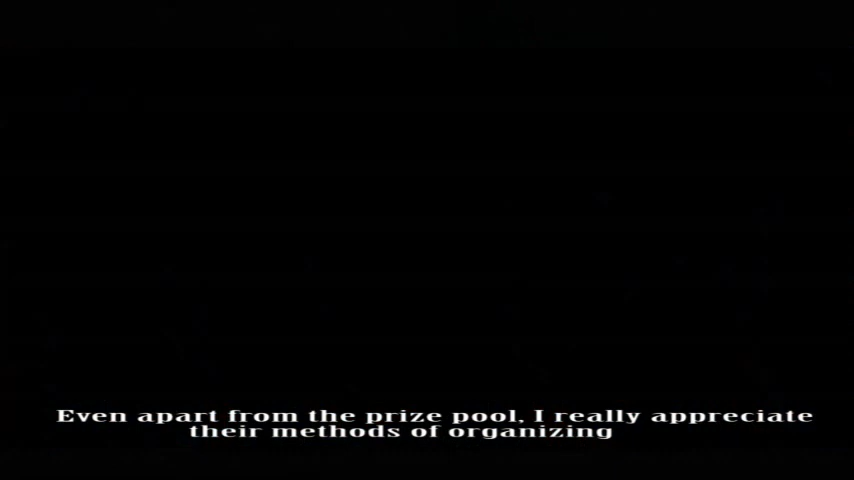 Even apart from the prize pool, I really appreciate
their methods of organizing